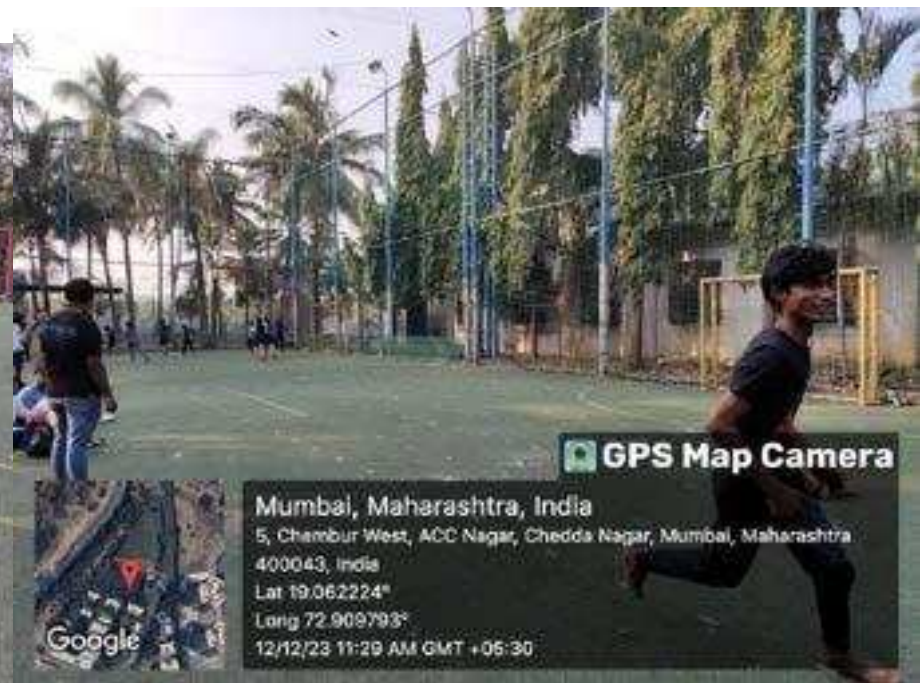 GPS Map Camera
Mumbai, Maharashtra, India
5, Chembur West, ACC Nagar, Chedda Nagar, Mumbai, Maharashtra
400043, India
Lat 19.062224°
Long 72.909793°
12/12/23 11:29 AM GMT +05:30
Google